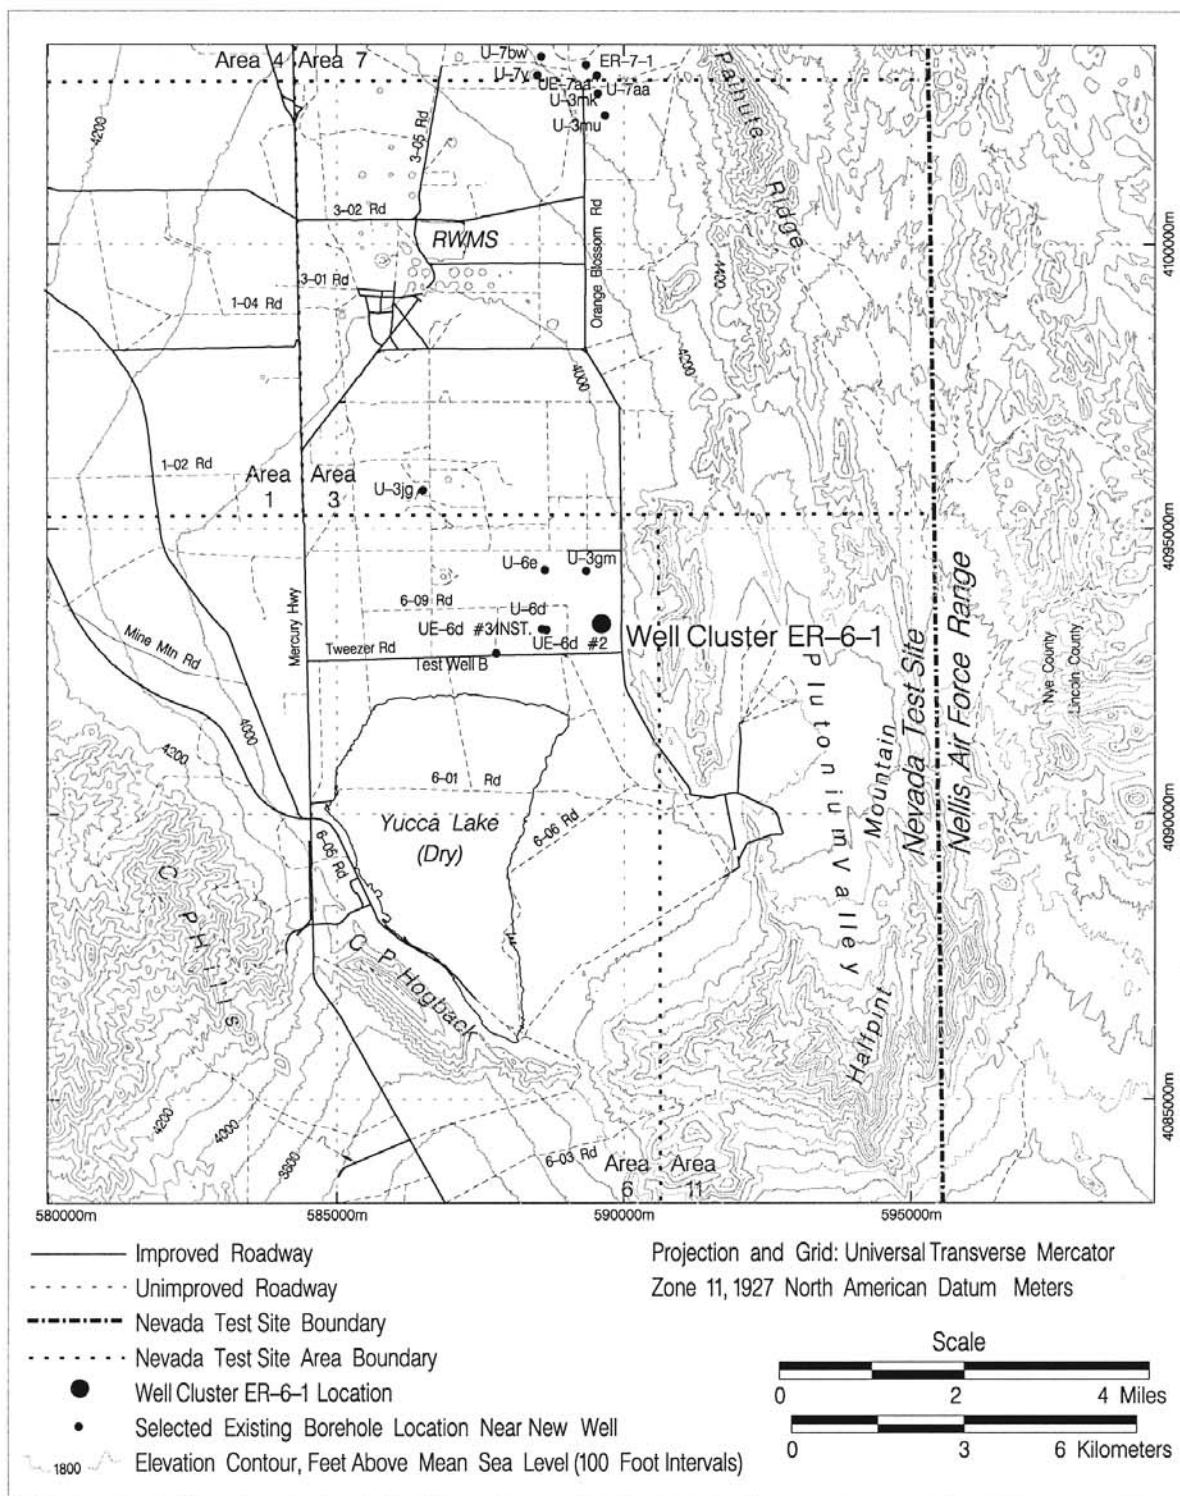 Area 4 Area 7
U-7bw
ER-7-1
U-7y
UE-7aa
U-7aa
U-3mk
U-3mu
Pahute
Ridge
4200
3-05 Rd
3-02 Rd
RWMS
Orange Blossom Rd
4100000m
3-01 Rd
1-04 Rd
4400
4200
4000
1-02 Rd
Area
1
Area
3
U-3jg
4095000m
U-6e
U-3gm
6-09 Rd
U-6d
UE-6d #3INST.
UE-6d #2
Well Cluster ER-6-1
Mercury Hwy
Tweezer Rd
Test Well B
Mine Mtn Rd
Nevada Test Site
Nellis Air Force Range
Nye County
Lincoln County
Plutonium Valley
Halfpint
Mountain
4000
4200
6-01 Rd
Yucca Lake
(Dry)
6-06 Rd
6-05 Rd
4090000m
C P Hills
C P Hogback
4200
4000
3600
4085000m
6-03 Rd
Area
6
Area
11
580000m
585000m
590000m
595000m
Improved Roadway
Unimproved Roadway
Nevada Test Site Boundary
Nevada Test Site Area Boundary
Well Cluster ER-6-1 Location
Selected Existing Borehole Location Near New Well
1800 Elevation Contour, Feet Above Mean Sea Level (100 Foot Intervals)
Projection and Grid: Universal Transverse Mercator
Zone 11, 1927 North American Datum Meters
Scale
0 2 4 Miles
0 3 6 Kilometers